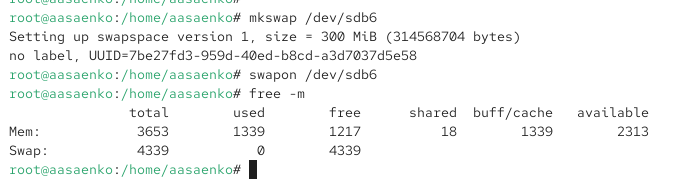 root@aasaenko:/home/aasaenko# mkswap /dev/sdb6
Setting up swapspace version 1, size = 300 MiB (314568704 bytes)
no label, UUID=7be27fd3-959d-40ed-b8cd-a3d7037d5e58
root@aasaenko:/home/aasaenko# swapon /dev/sdb6
root@aasaenko:/home/aasaenko# free -m
               total        used        free      shared  buff/cache   available
Mem:            3653        1339        1217          18        1339        2313
Swap:           4339           0        4339
root@aasaenko:/home/aasaenko#